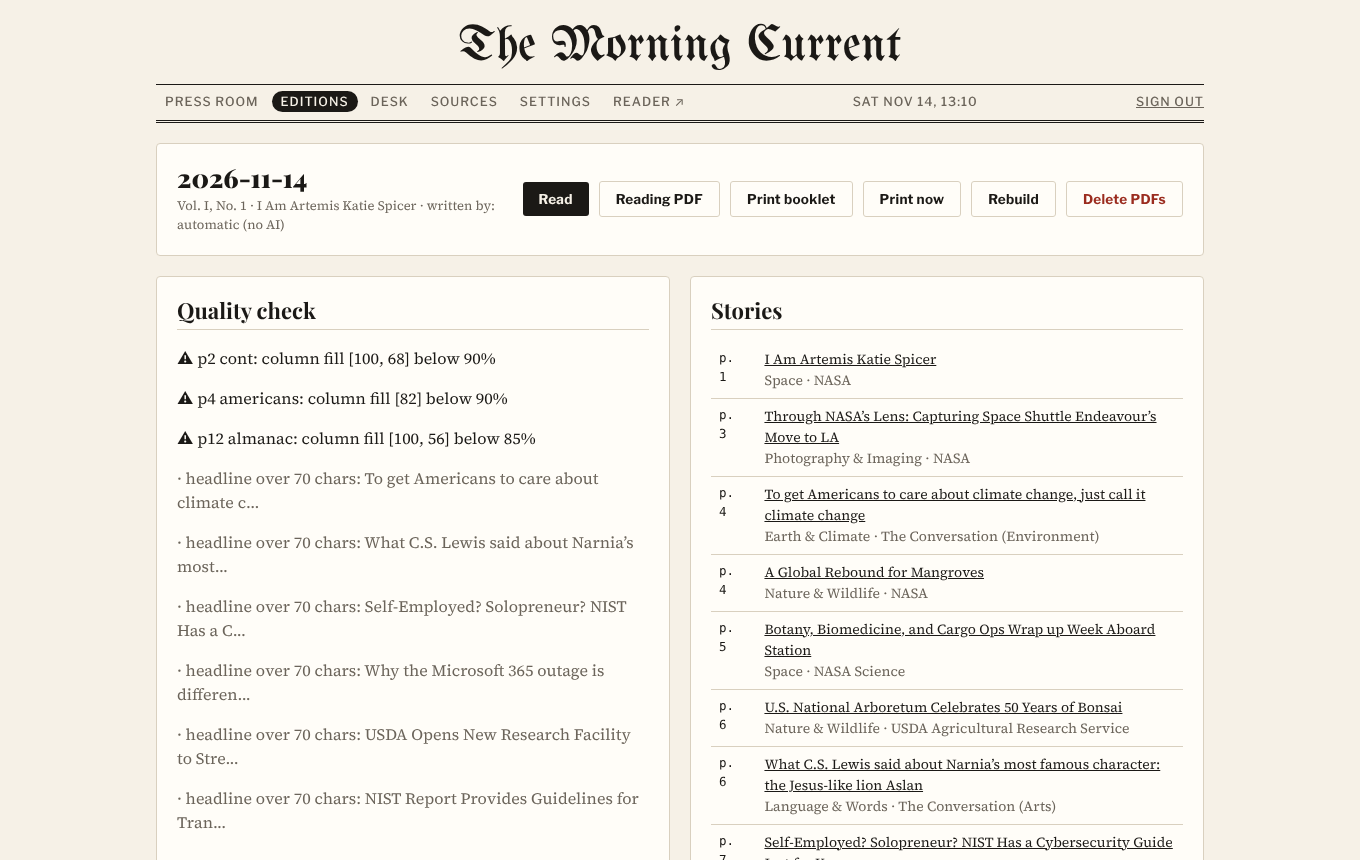 The Morning Current
PRESS ROOM EDITIONS DESK SOURCES SETTINGS READER ↗ SAT NOV 14, 13:10 SIGN OUT
2026-11-14
Vol. I, No. 1 · I Am Artemis Katie Spicer · written by:
automatic (no AI)
Read Reading PDF Print booklet Print now Rebuild Delete PDFs
Quality check
⚠ p2 cont: column fill [100, 68] below 90%
⚠ p4 americans: column fill [82] below 90%
⚠ p12 almanac: column fill [100, 56] below 85%
· headline over 70 chars: To get Americans to care about
climate c…
· headline over 70 chars: What C.S. Lewis said about Narnia’s
most…
· headline over 70 chars: Self-Employed? Solopreneur? NIST
Has a C…
· headline over 70 chars: Why the Microsoft 365 outage is
differen…
· headline over 70 chars: USDA Opens New Research Facility
to Stre…
· headline over 70 chars: NIST Report Provides Guidelines for
Tran…
Stories
p. 1
I Am Artemis Katie Spicer
Space · NASA
p. 3
Through NASA’s Lens: Capturing Space Shuttle Endeavour’s
Move to LA
Photography & Imaging · NASA
p. 4
To get Americans to care about climate change, just call it
climate change
Earth & Climate · The Conversation (Environment)
p. 4
A Global Rebound for Mangroves
Nature & Wildlife · NASA
p. 5
Botany, Biomedicine, and Cargo Ops Wrap up Week Aboard
Station
Space · NASA Science
p. 6
U.S. National Arboretum Celebrates 50 Years of Bonsai
Nature & Wildlife · USDA Agricultural Research Service
p. 6
What C.S. Lewis said about Narnia’s most famous character:
the Jesus-like lion Aslan
Language & Words · The Conversation (Arts)
p.
Self-Employed? Solopreneur? NIST Has a Cybersecurity Guide